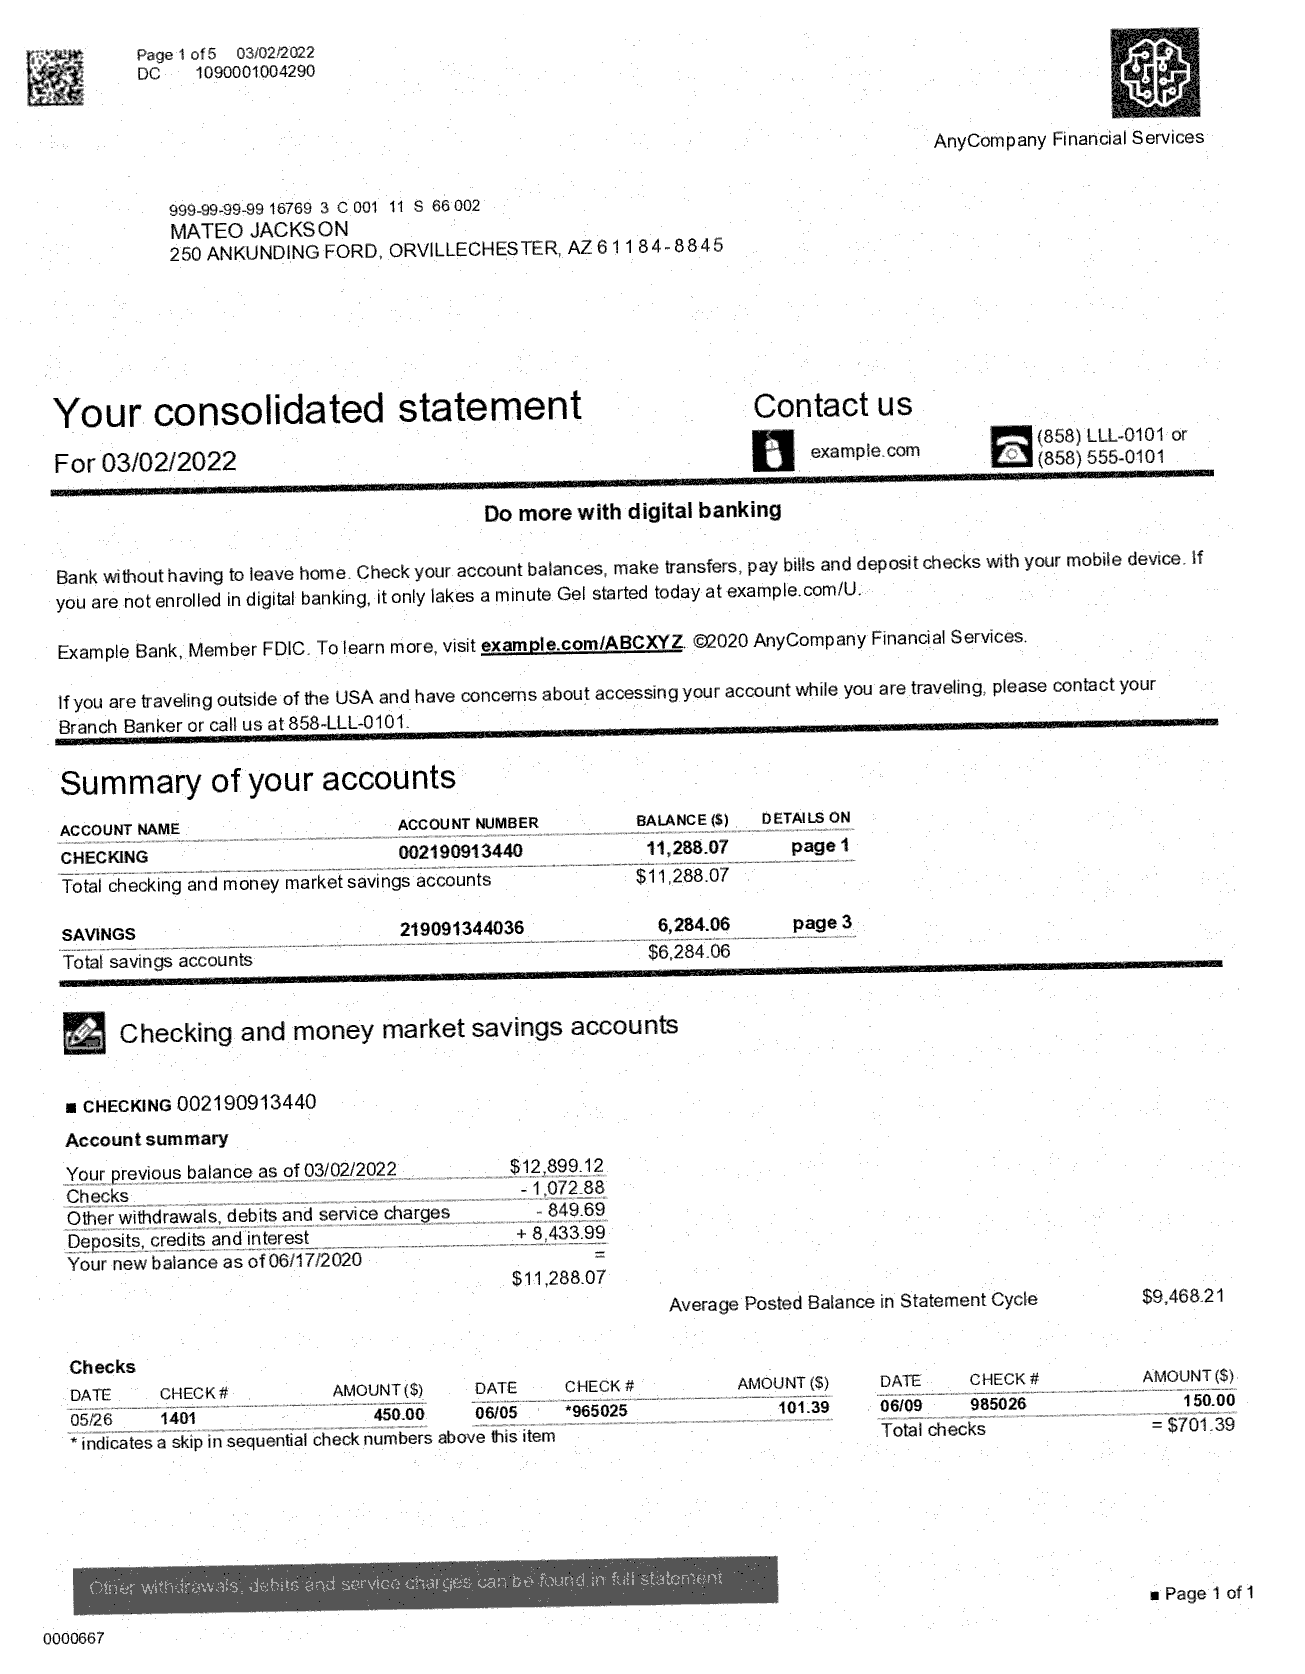 Page 1 of 5 03/02/2022
DC 1090001004290
AnyCompany Financial Services
999-99-99-99 16769 3 C 001 11 S 66 002
MATEO JACKSON
250 ANKUNDING FORD, ORVILLECHESTER, AZ 61184-8845
Your consolidated statement
For 03/02/2022
Contact us
example.com
(858) LLL-0101 or
(858) 555-0101
Do more with digital banking
Bank without having to leave home. Check your account balances, make transfers, pay bills and deposit checks with your mobile device. If
you are not enrolled in digital banking, it only lakes a minute Gel started today at example.com/U.
Example Bank, Member FDIC. To learn more, visit example.com/ABCXYZ. ©2020 AnyCompany Financial Services.
If you are traveling outside of the USA and have concerns about accessing your account while you are traveling, please contact your
Branch Banker or call us at 858-LLL-0101.
Summary of your accounts
ACCOUNT NAME ACCOUNT NUMBER BALANCE ($) DETAILS ON
CHECKING 002190913440 11,288.07 page 1
Total checking and money market savings accounts $11,288.07
SAVINGS 219091344036 6,284.06 page 3
Total savings accounts $6,284.06
Checking and money market savings accounts
■ CHECKING 002190913440
Account summary
Your previous balance as of 03/02/2022 $12,899.12
Checks - 1,072.88
Other withdrawals, debits and service charges - 849.69
Deposits, credits and interest + 8,433.99
Your new balance as of 06/17/2020 =
$11,288.07
Average Posted Balance in Statement Cycle $9,468.21
Checks
DATE CHECK # AMOUNT ($) DATE CHECK # AMOUNT ($) DATE CHECK # AMOUNT ($)
05/26 1401 450.00 06/05 *965025 101.39 06/09 985026 150.00
* indicates a skip in sequential check numbers above this item Total checks = $701.39
Other withdrawals, debits and service charges can be found in full statement
■ Page 1 of 1
0000667